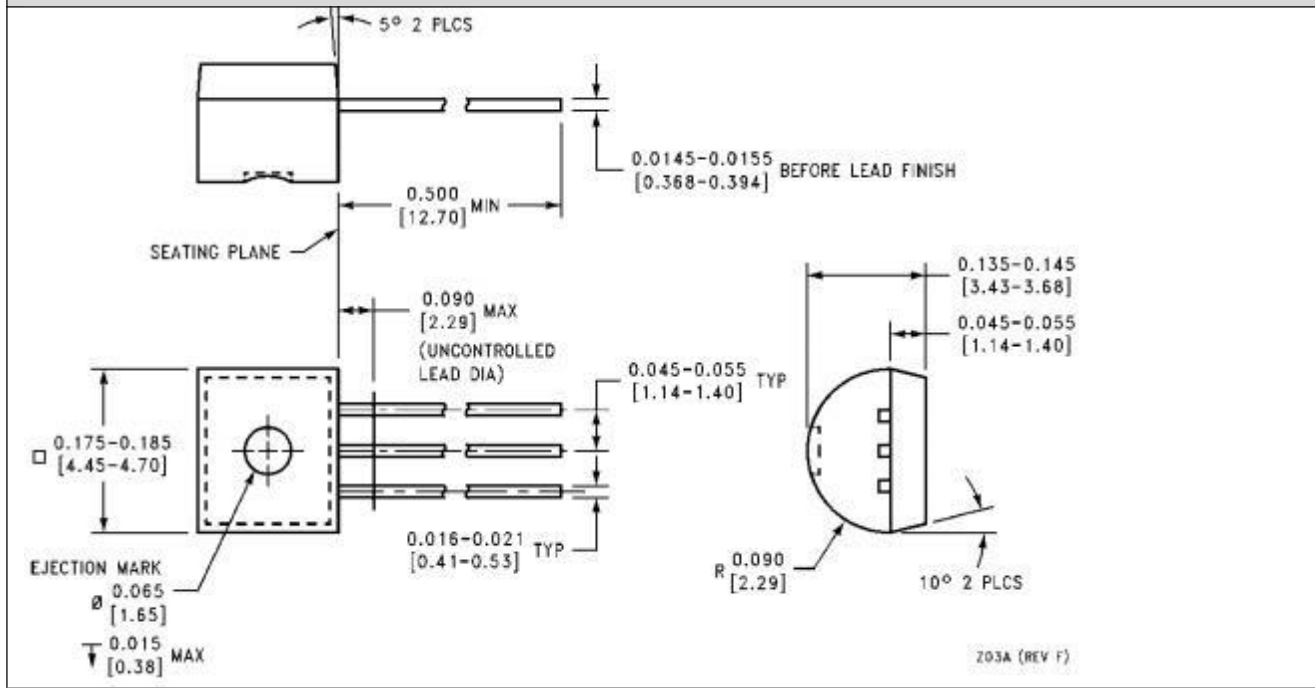 5° 2 PLCS
0.0145-0.0155
[0.368-0.394] BEFORE LEAD FINISH
0.500
[12.70] MIN
SEATING PLANE
0.135-0.145
[3.43-3.68]
0.090
[2.29] MAX
(UNCONTROLLED
LEAD DIA)
0.045-0.055
[1.14-1.40]
0.045-0.055
[1.14-1.40] TYP
0.175-0.185
[4.45-4.70]
0.016-0.021
[0.41-0.53] TYP
EJECTION MARK
Ø 0.065
[1.65]
R 0.090
[2.29]
10° 2 PLCS
0.015
[0.38] MAX
Z03A (REV F)